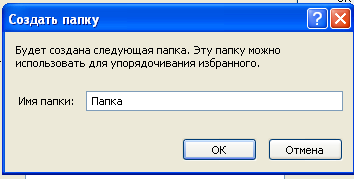 Создать папку
Будет создана следующая папка. Эту папку можно
использовать для упорядочивания избранного.
Имя папки: Папка
OK Отмена